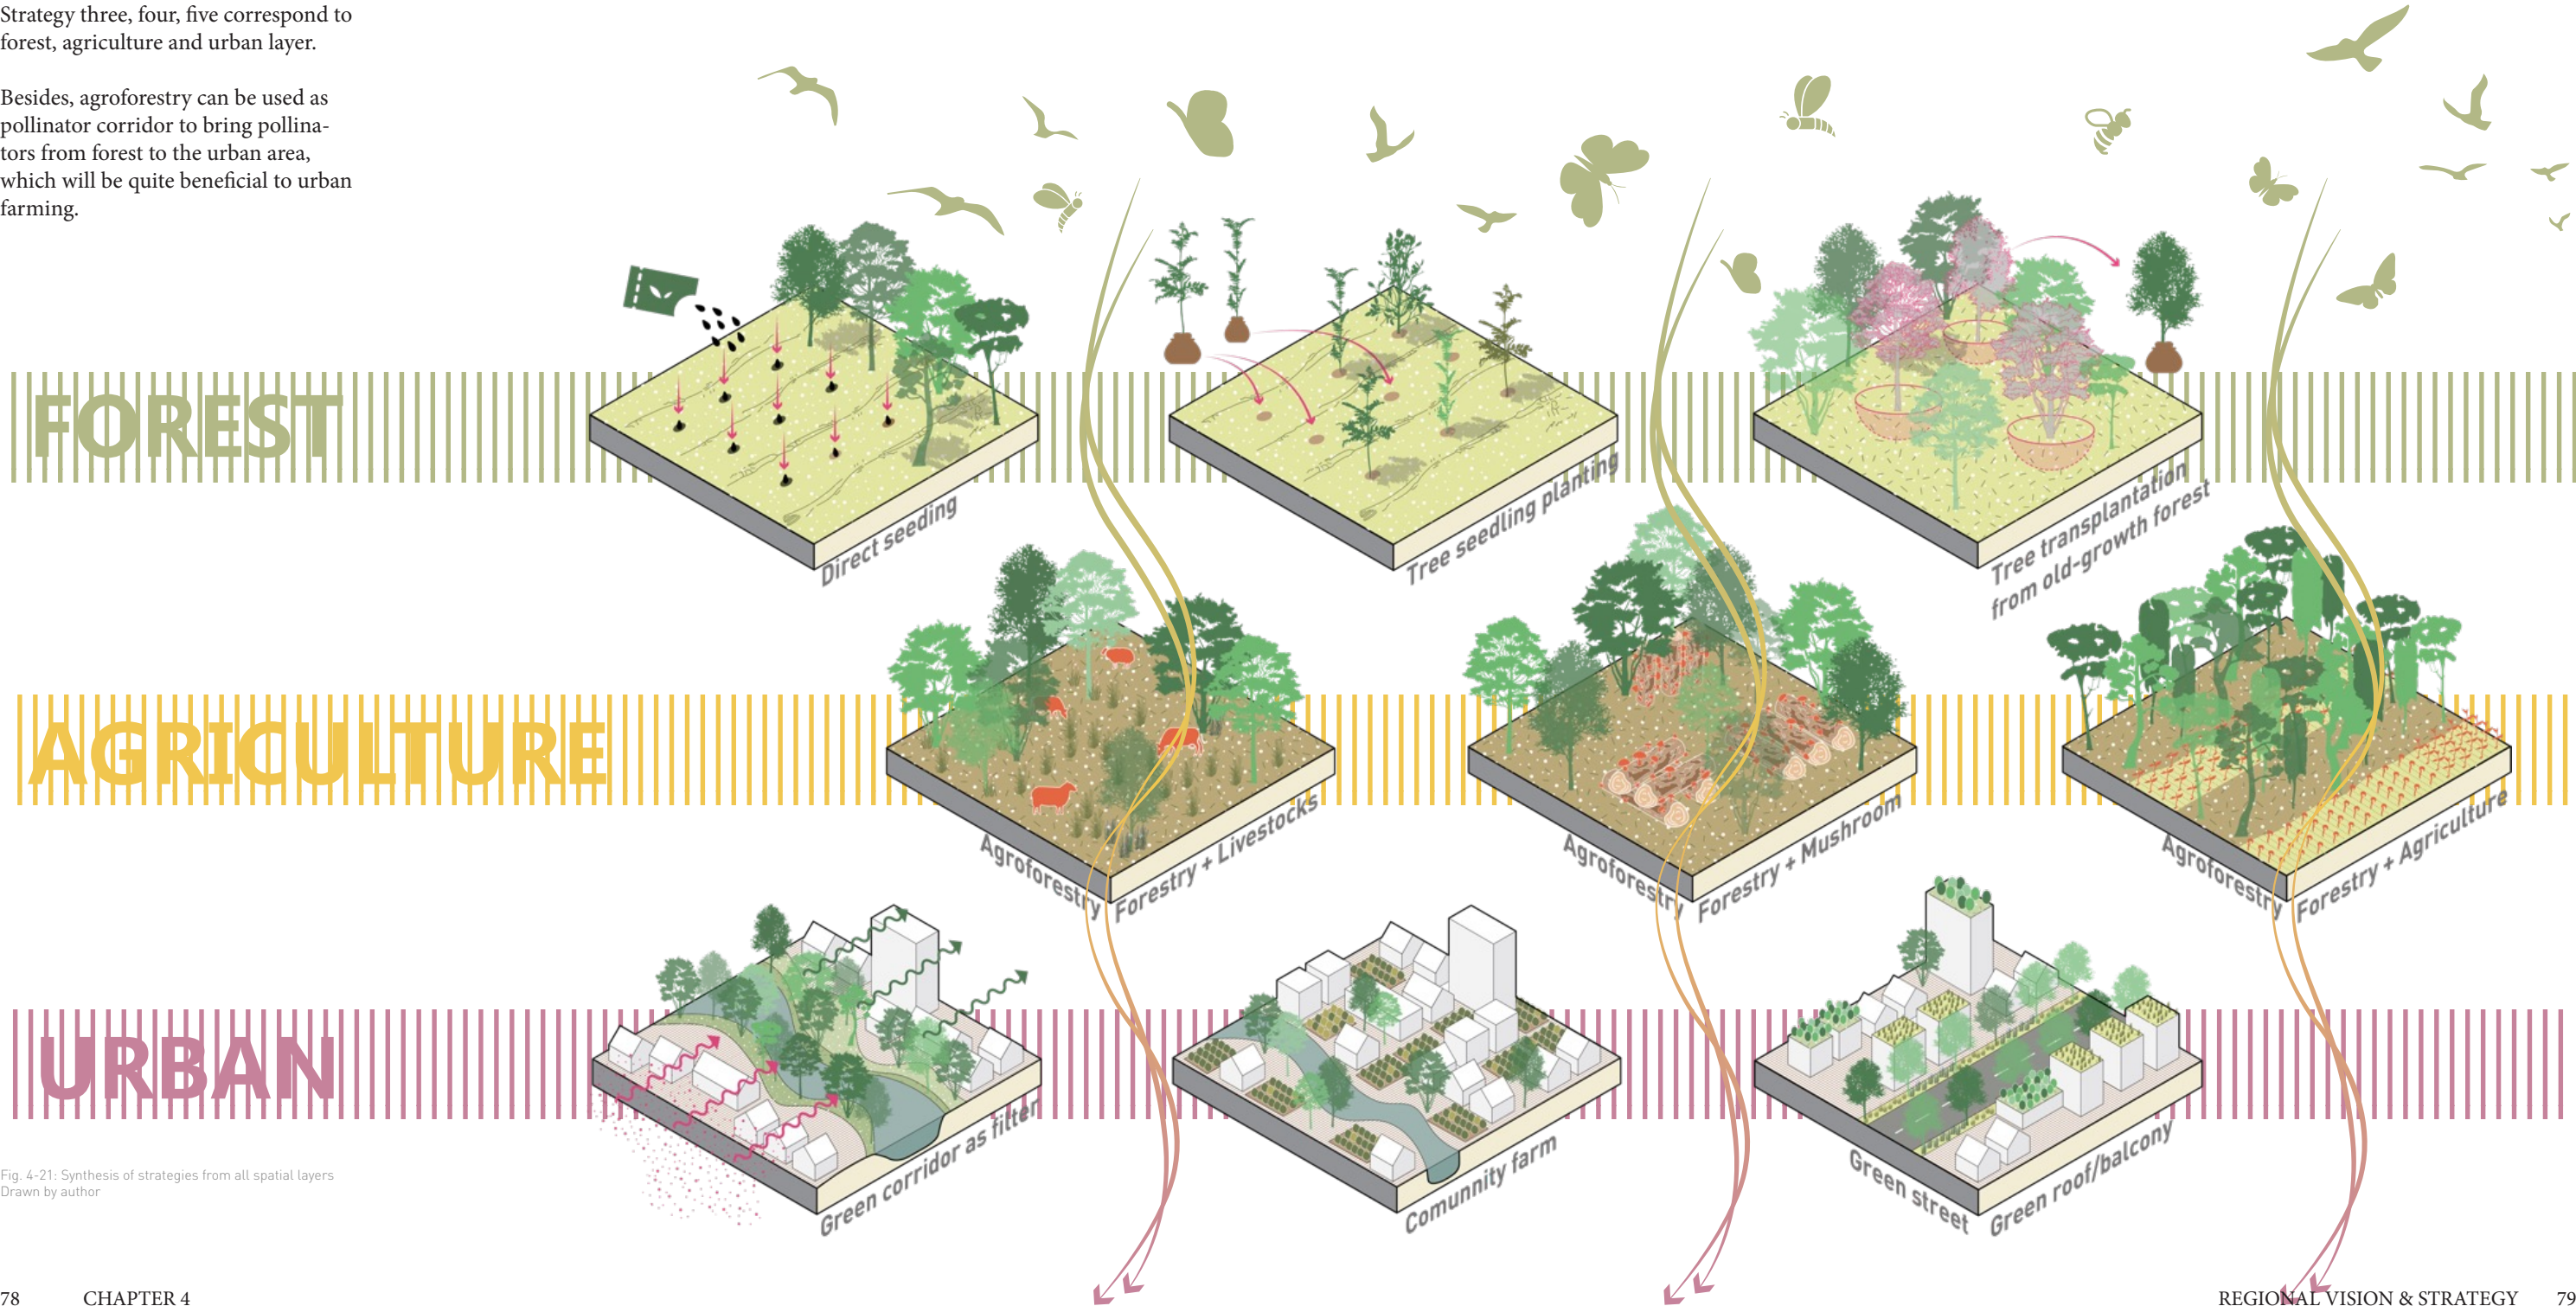 Strategy three, four, five correspond to
forest, agriculture and urban layer.
Besides, agroforestry can be used as
pollinator corridor to bring pollina-
tors from forest to the urban area,
which will be quite beneficial to urban
farming.
FOREST
Direct seeding
Tree seedling planting
Tree transplantation
from old-growth forest
AGRICULTURE
Agroforestry
Forestry + Livestocks
Agroforestry
Forestry + Mushroom
Agroforestry
Forestry + Agriculture
URBAN
Green corridor as filter
Comunnity farm
Green street
Green roof/balcony
Fig. 4-21: Synthesis of strategies from all spatial layers
Drawn by author
78 CHAPTER 4
REGIONAL VISION & STRATEGY 79